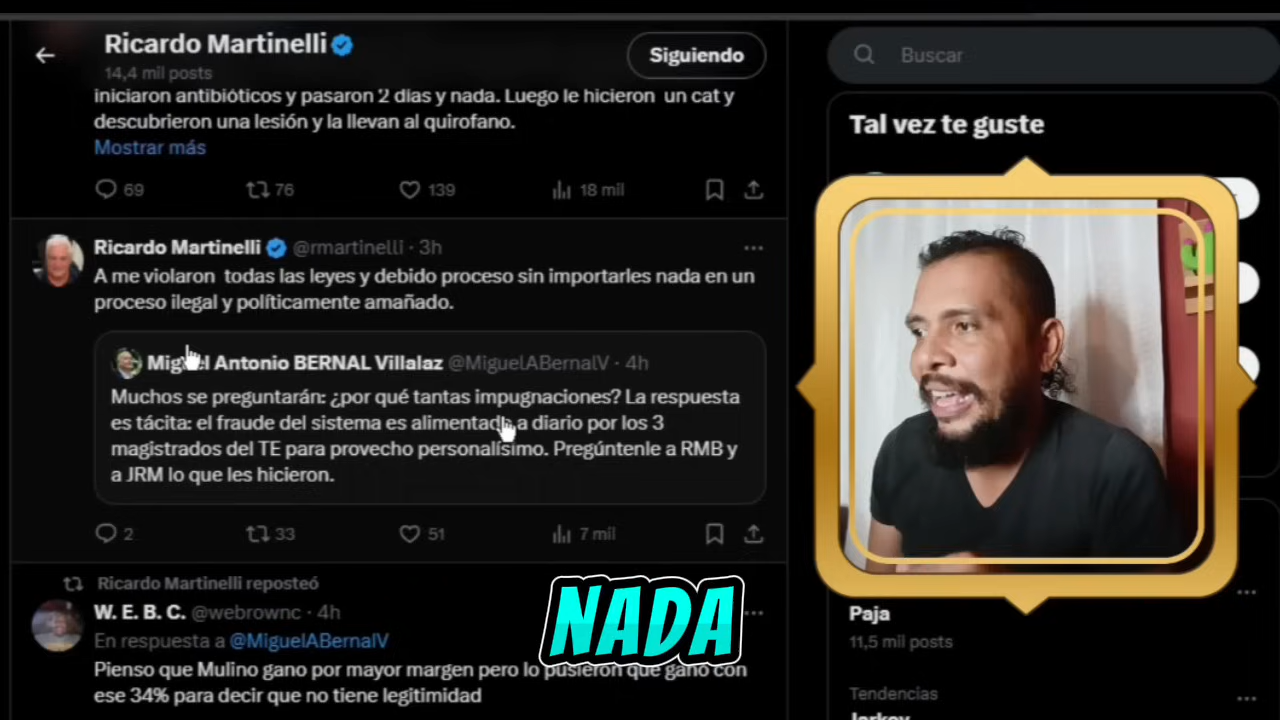 Ricardo Martinelli
14,4 mil posts
Siguiendo
Buscar
iniciaron antibióticos y pasaron 2 dias y nada. Luego le hicieron un cat y
descubrieron una lesión y la llevan al quirofano.
Mostrar más
69 76 139 18 mil
Tal vez te guste
Ricardo Martinelli @rmartinelli · 3h
A me violaron todas las leyes y debido proceso sin importarles nada en un
proceso ilegal y políticamente amañado.
Miguel Antonio BERNAL Villalaz @MiguelABernalV · 4h
Muchos se preguntarán: ¿por qué tantas impugnaciones? La respuesta
es tácita: el fraude del sistema es alimentado a diario por los 3
magistrados del TE para provecho personalísimo. Pregúntenle a RMB y
a JRM lo que les hicieron.
2 33 51 7 mil
Ricardo Martinelli reposteó
W. E. B. C. @webrownc · 4h
En respuesta a @MiguelABernalV
Pienso que Mulino gano por mayor margen pero lo pusieron que gano con
ese 34% para decir que no tiene legitimidad
NADA
Paja
11,5 mil posts
Tendencias